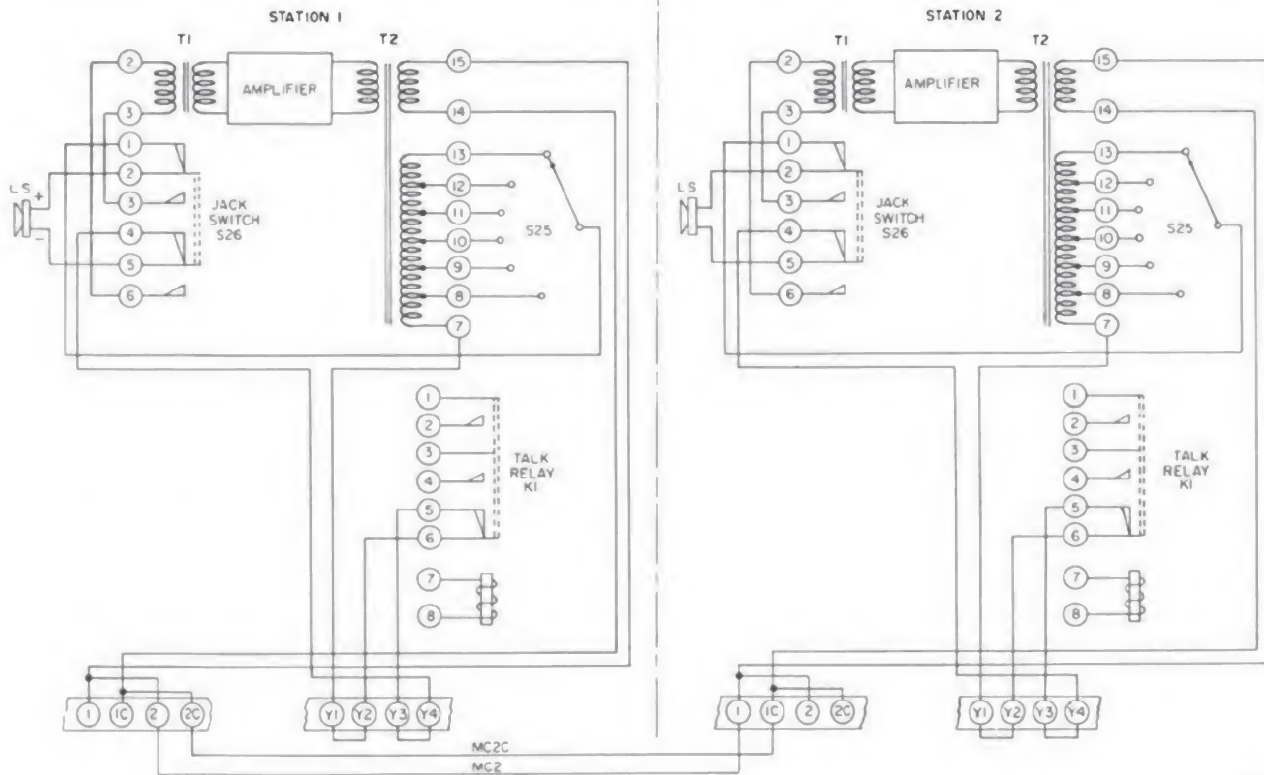 STATION 1
T1
T2
2
15
AMPLIFIER
3
14
1
13
L S
+
2
12
3
JACK
SWITCH
S26
11
S25
4
10
–
5
9
6
8
7
1
2
3
TALK
RELAY
K1
4
5
6
7
8
1
1C
2
2C
Y1
Y2
Y3
Y4
MC2C
MC2
STATION 2
T1
T2
2
15
AMPLIFIER
3
14
1
13
L S
2
12
3
JACK
SWITCH
S26
11
S25
4
10
5
9
6
8
7
1
2
3
TALK
RELAY
K1
4
5
6
7
8
1
1C
2
2C
Y1
Y2
Y3
Y4